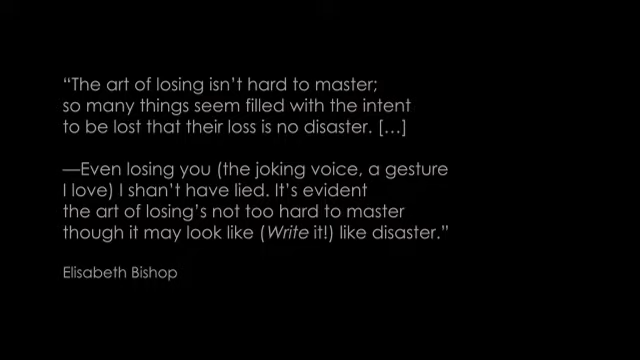 “The art of losing isn’t hard to master;
so many things seem filled with the intent
to be lost that their loss is no disaster. […]
—Even losing you (the joking voice, a gesture
I love) I shan’t have lied. It’s evident
the art of losing’s not too hard to master
though it may look like (Write it!) like disaster.”
Elisabeth Bishop